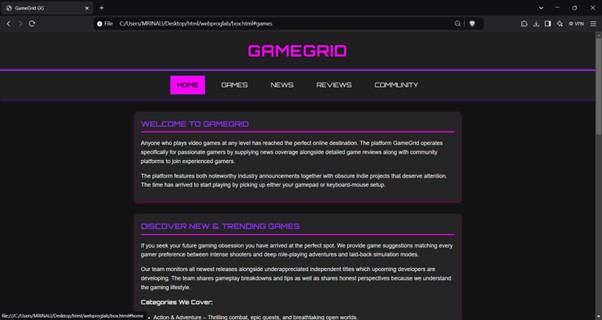 GameGrid GG
File C:/Users/MRINALI/Desktop/html/webproglab/box.html#games
VPN
GAMEGRID
HOME GAMES NEWS REVIEWS COMMUNITY
WELCOME TO GAMEGRID
Anyone who plays video games at any level has reached the perfect online destination. The platform GameGrid operates
specifically for passionate gamers by supplying news coverage alongside detailed game reviews along with community
platforms to join experienced gamers.
The platform features both noteworthy industry announcements together with obscure indie projects that deserve attention.
The time has arrived to start playing by picking up either your gamepad or keyboard-mouse setup.
DISCOVER NEW & TRENDING GAMES
If you seek your future gaming obsession you have arrived at the perfect spot. We provide game suggestions matching every
gamer preference between intense shooters and deep role-playing adventures and laid-back simulation modes.
Our team monitors all newest releases alongside underappreciated independent titles which upcoming developers are
developing. The team shares gameplay breakdowns and tips as well as shares honest perspectives because we understand
the gaming lifestyle.
Categories We Cover:
• Action & Adventure – Thrilling combat, epic quests, and breathtaking open worlds.
file:///C:/Users/MRINALI/Desktop/html/webproglab/box.html#home